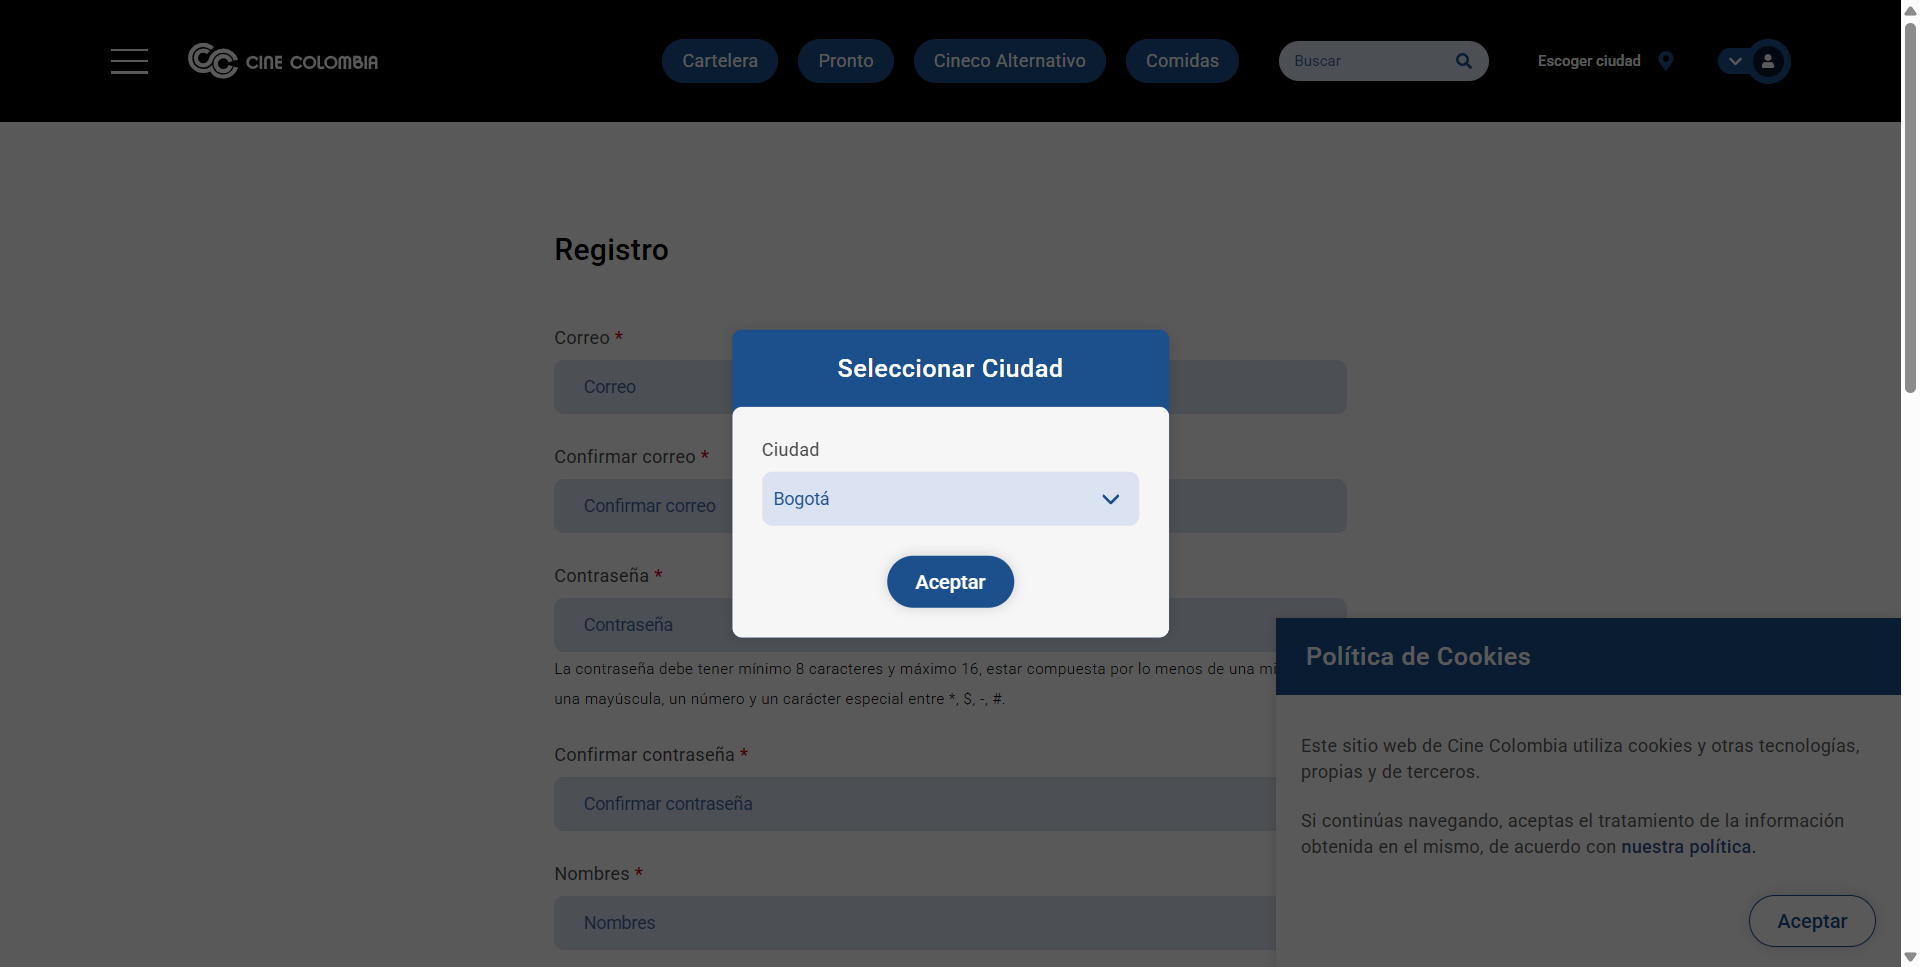 CINE COLOMBIA
Cartelera
Pronto
Cineco Alternativo
Comidas
Buscar
Escoger ciudad
Registro
Correo *
Correo
Confirmar correo *
Confirmar correo
Contraseña *
Contraseña
La contraseña debe tener mínimo 8 caracteres y máximo 16, estar compuesta por lo menos de una mi
una mayúscula, un número y un carácter especial entre *, $, -, #.
Confirmar contraseña *
Confirmar contraseña
Nombres *
Nombres
Seleccionar Ciudad
Ciudad
Bogotá
Aceptar
Política de Cookies
Este sitio web de Cine Colombia utiliza cookies y otras tecnologías,
propias y de terceros.
Si continúas navegando, aceptas el tratamiento de la información
obtenida en el mismo, de acuerdo con nuestra política.
Aceptar